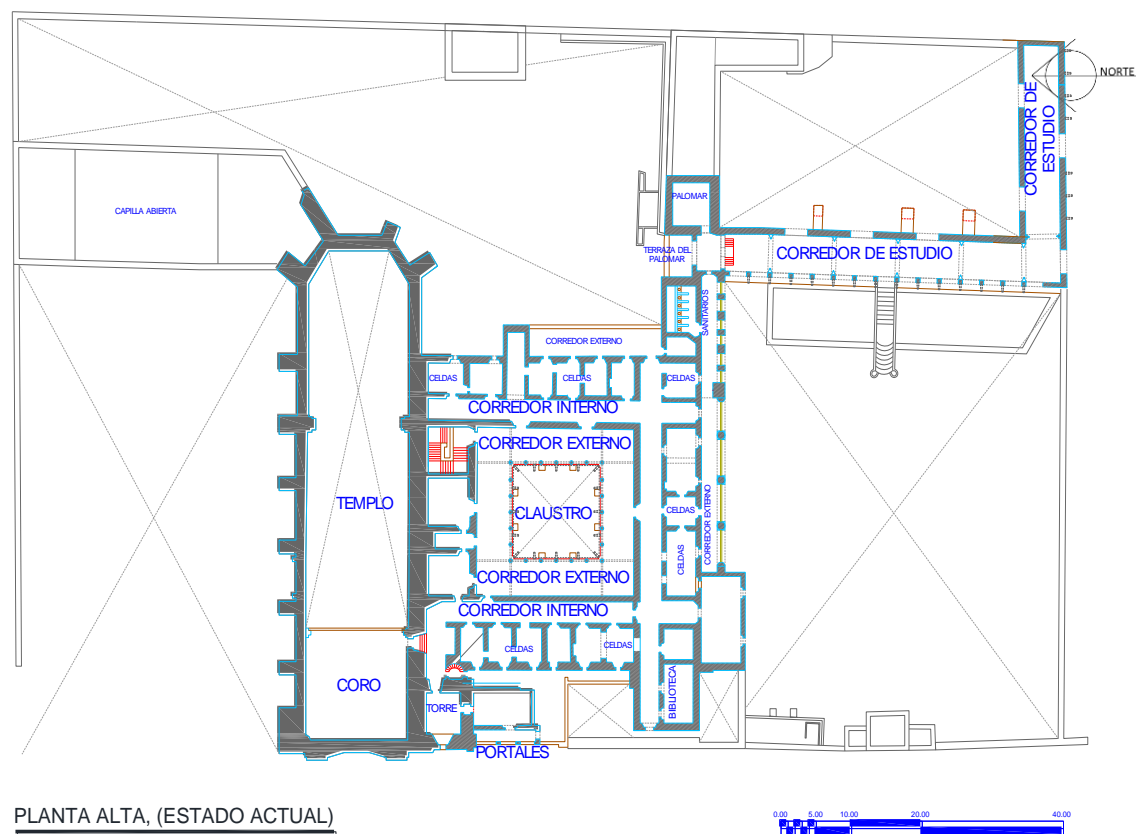 NORTE
CORREDOR DE
ESTUDIO
PALOMAR
CAPILLA ABIERTA
TERRAZA DEL
PALOMAR
CORREDOR DE ESTUDIO
SANITARIOS
CORREDOR EXTERNO
CELDAS
CELDAS
CELDAS
CORREDOR INTERNO
CORREDOR EXTERNO
TEMPLO
CLAUSTRO
CELDAS
CORREDOR EXTERNO
CELDAS
CORREDOR EXTERNO
CORREDOR INTERNO
CELDAS
CELDAS
CORO
TORRE
BIBLIOTECA
PORTALES
PLANTA ALTA, (ESTADO ACTUAL)
0.00 5.00 10.00 20.00 40.00